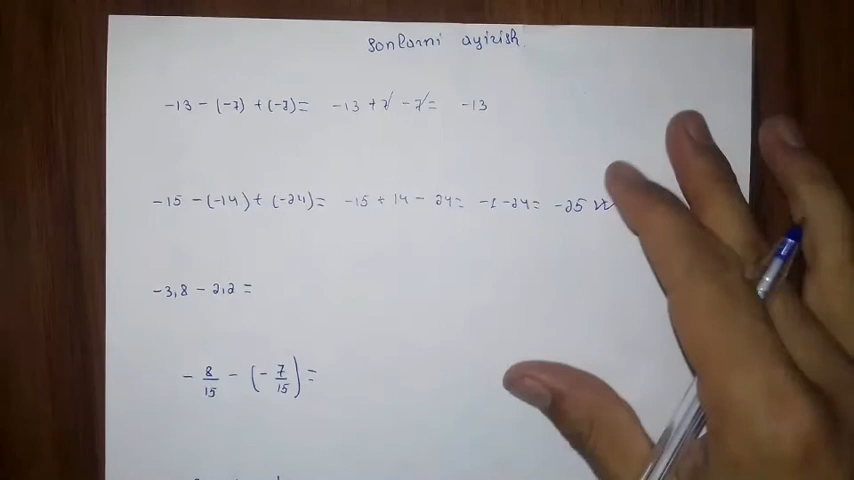 sonlarni ayirish
-13 - (-7) + (-7) = -13 + 7 - 7 = -13
-15 - (-14) + (-24) = -15 + 14 - 24 = -1 - 24 = -25
-3,8 - 2,2 =
- 8/15 - (- 7/15) =